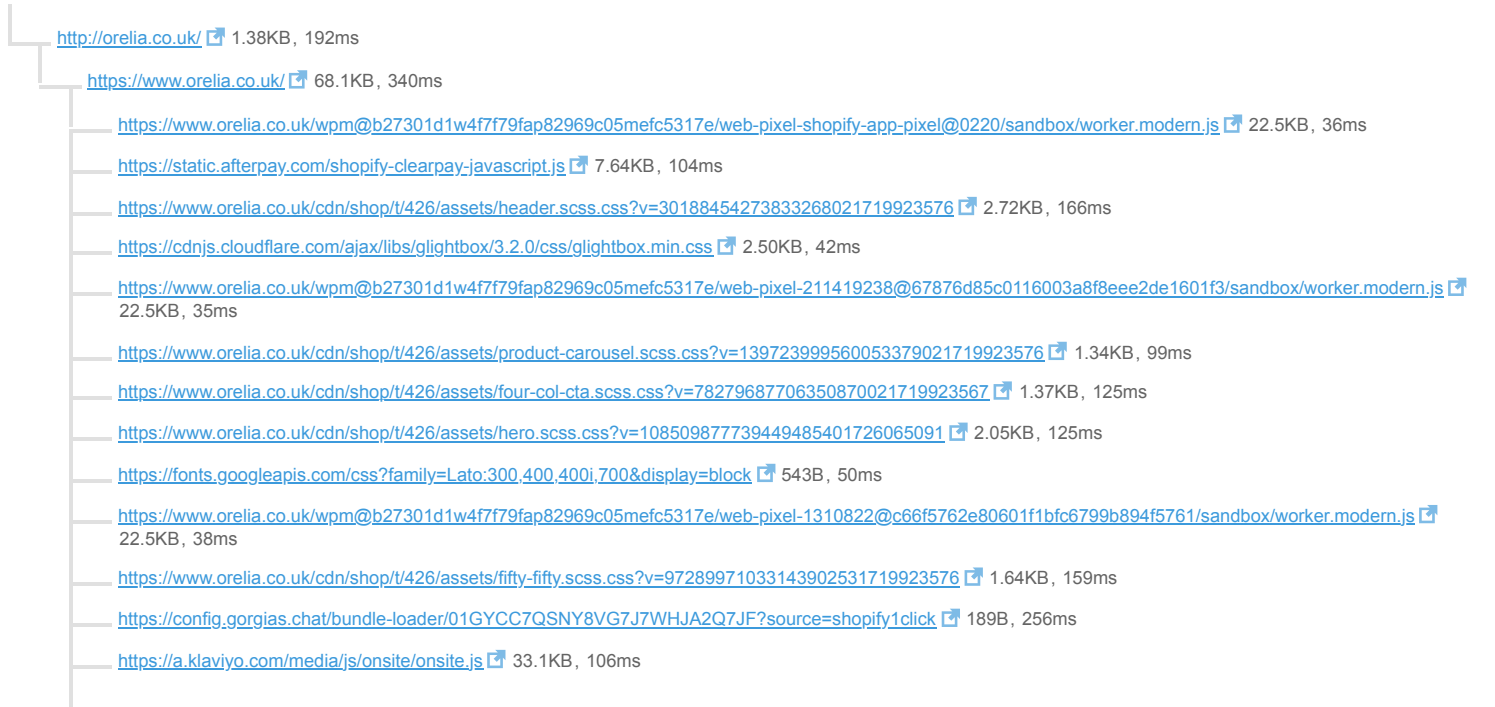 http://orelia.co.uk/ 1.38KB, 192ms
https://www.orelia.co.uk/ 68.1KB, 340ms
https://www.orelia.co.uk/wpm@b27301d1w4f7f79fap82969c05mefc5317e/web-pixel-shopify-app-pixel@0220/sandbox/worker.modern.js 22.5KB, 36ms
https://static.afterpay.com/shopify-clearpay-javascript.js 7.64KB, 104ms
https://www.orelia.co.uk/cdn/shop/t/426/assets/header.scss.css?v=30188454273833268021719923576 2.72KB, 166ms
https://cdnjs.cloudflare.com/ajax/libs/glightbox/3.2.0/css/glightbox.min.css 2.50KB, 42ms
https://www.orelia.co.uk/wpm@b27301d1w4f7f79fap82969c05mefc5317e/web-pixel-211419238@67876d85c0116003a8f8eee2de1601f3/sandbox/worker.modern.js
22.5KB, 35ms
https://www.orelia.co.uk/cdn/shop/t/426/assets/product-carousel.scss.css?v=139723999560053379021719923576 1.34KB, 99ms
https://www.orelia.co.uk/cdn/shop/t/426/assets/four-col-cta.scss.css?v=78279687706350870021719923567 1.37KB, 125ms
https://www.orelia.co.uk/cdn/shop/t/426/assets/hero.scss.css?v=108509877739449485401726065091 2.05KB, 125ms
https://fonts.googleapis.com/css?family=Lato:300,400,400i,700&display=block 543B, 50ms
https://www.orelia.co.uk/wpm@b27301d1w4f7f79fap82969c05mefc5317e/web-pixel-1310822@c66f5762e80601f1bfc6799b894f5761/sandbox/worker.modern.js
22.5KB, 38ms
https://www.orelia.co.uk/cdn/shop/t/426/assets/fifty-fifty.scss.css?v=97289971033143902531719923576 1.64KB, 159ms
https://config.gorgias.chat/bundle-loader/01GYCC7QSNY8VG7J7WHJA2Q7JF?source=shopify1click 189B, 256ms
https://a.klaviyo.com/media/js/onsite/onsite.js 33.1KB, 106ms